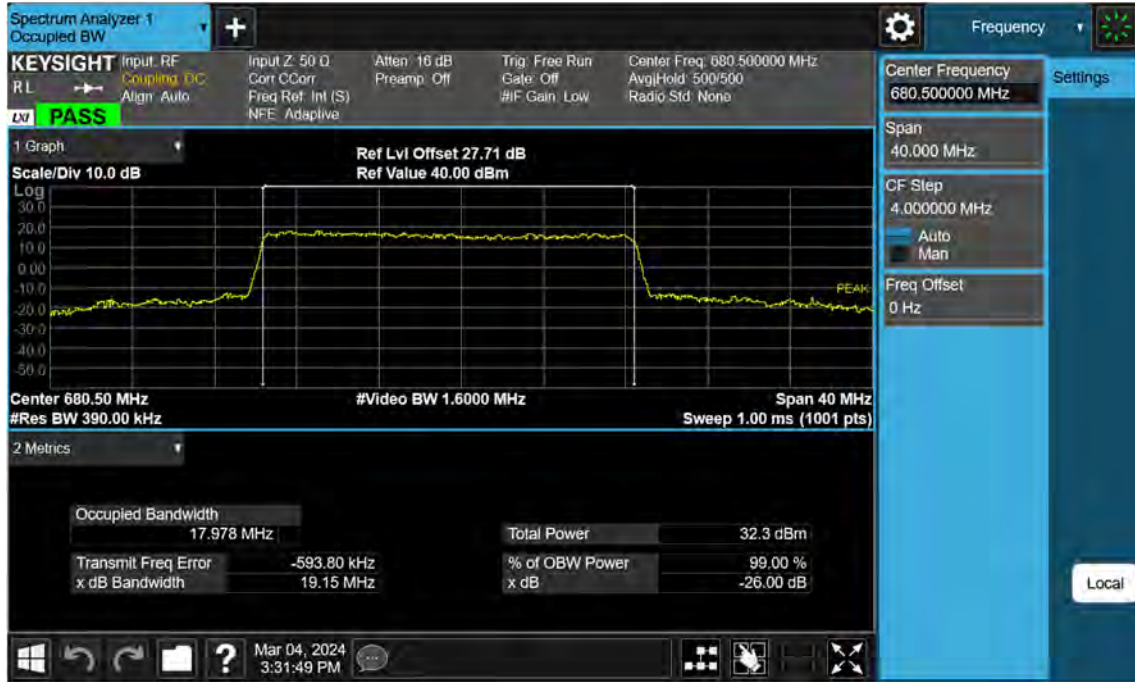 Spectrum Analyzer 1
Occupied BW
+
Frequency
KEYSIGHT
Input: RF
Coupling: DC
Align: Auto
RL
LXI
PASS
Input Z: 50 Ω
Corr CCorr
Freq Ref: Int (S)
NFE: Adaptive
Atten: 16 dB
Preamp: Off
Trig: Free Run
Gate: Off
#IF Gain: Low
Center Freq: 680.500000 MHz
Avg|Hold: 500/500
Radio Std: None
Center Frequency
680.500000 MHz
Settings
Span
40.000 MHz
CF Step
4.000000 MHz
Auto
Man
Freq Offset
0 Hz
1 Graph
Scale/Div 10.0 dB
Ref Lvl Offset 27.71 dB
Ref Value 40.00 dBm
Log
30.0
20.0
10.0
0.00
-10.0
-20.0
-30.0
-40.0
-50.0
PEAK
Center 680.50 MHz
#Video BW 1.6000 MHz
Span 40 MHz
#Res BW 390.00 kHz
Sweep 1.00 ms (1001 pts)
2 Metrics
Occupied Bandwidth
17.978 MHz
Total Power 32.3 dBm
Transmit Freq Error -593.80 kHz
% of OBW Power 99.00 %
x dB Bandwidth 19.15 MHz
x dB -26.00 dB
Local
?
Mar 04, 2024
3:31:49 PM